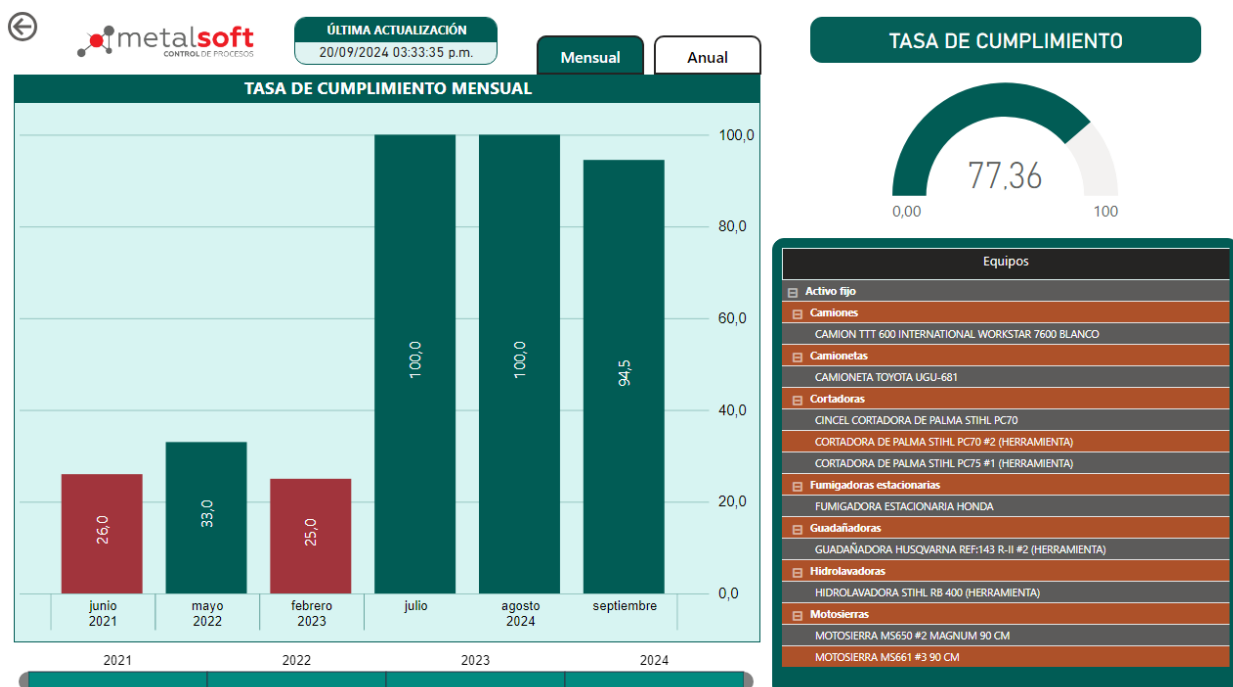 metalsoft
CONTROL DE PROCESOS
ÚLTIMA ACTUALIZACIÓN
20/09/2024 03:33:35 p.m.
Mensual
Anual
TASA DE CUMPLIMIENTO MENSUAL
100,0
80,0
60,0
40,0
20,0
0,0
26,0
33,0
25,0
100,0
100,0
94,5
junio mayo febrero julio agosto septiembre
2021 2022 2023 2024
2021 2022 2023 2024
TASA DE CUMPLIMIENTO
77,36
0,00 100
Equipos
Activo fijo
Camiones
CAMION TTT 600 INTERNATIONAL WORKSTAR 7600 BLANCO
Camionetas
CAMIONETA TOYOTA UGU-681
Cortadoras
CINCEL CORTADORA DE PALMA STIHL PC70
CORTADORA DE PALMA STIHL PC70 #2 (HERRAMIENTA)
CORTADORA DE PALMA STIHL PC75 #1 (HERRAMIENTA)
Fumigadoras estacionarias
FUMIGADORA ESTACIONARIA HONDA
Guadañadoras
GUADAÑADORA HUSQVARNA REF:143 R-II #2 (HERRAMIENTA)
Hidrolavadoras
HIDROLAVADORA STIHL RB 400 (HERRAMIENTA)
Motosierras
MOTOSIERRA MS650 #2 MAGNUM 90 CM
MOTOSIERRA MS661 #3 90 CM